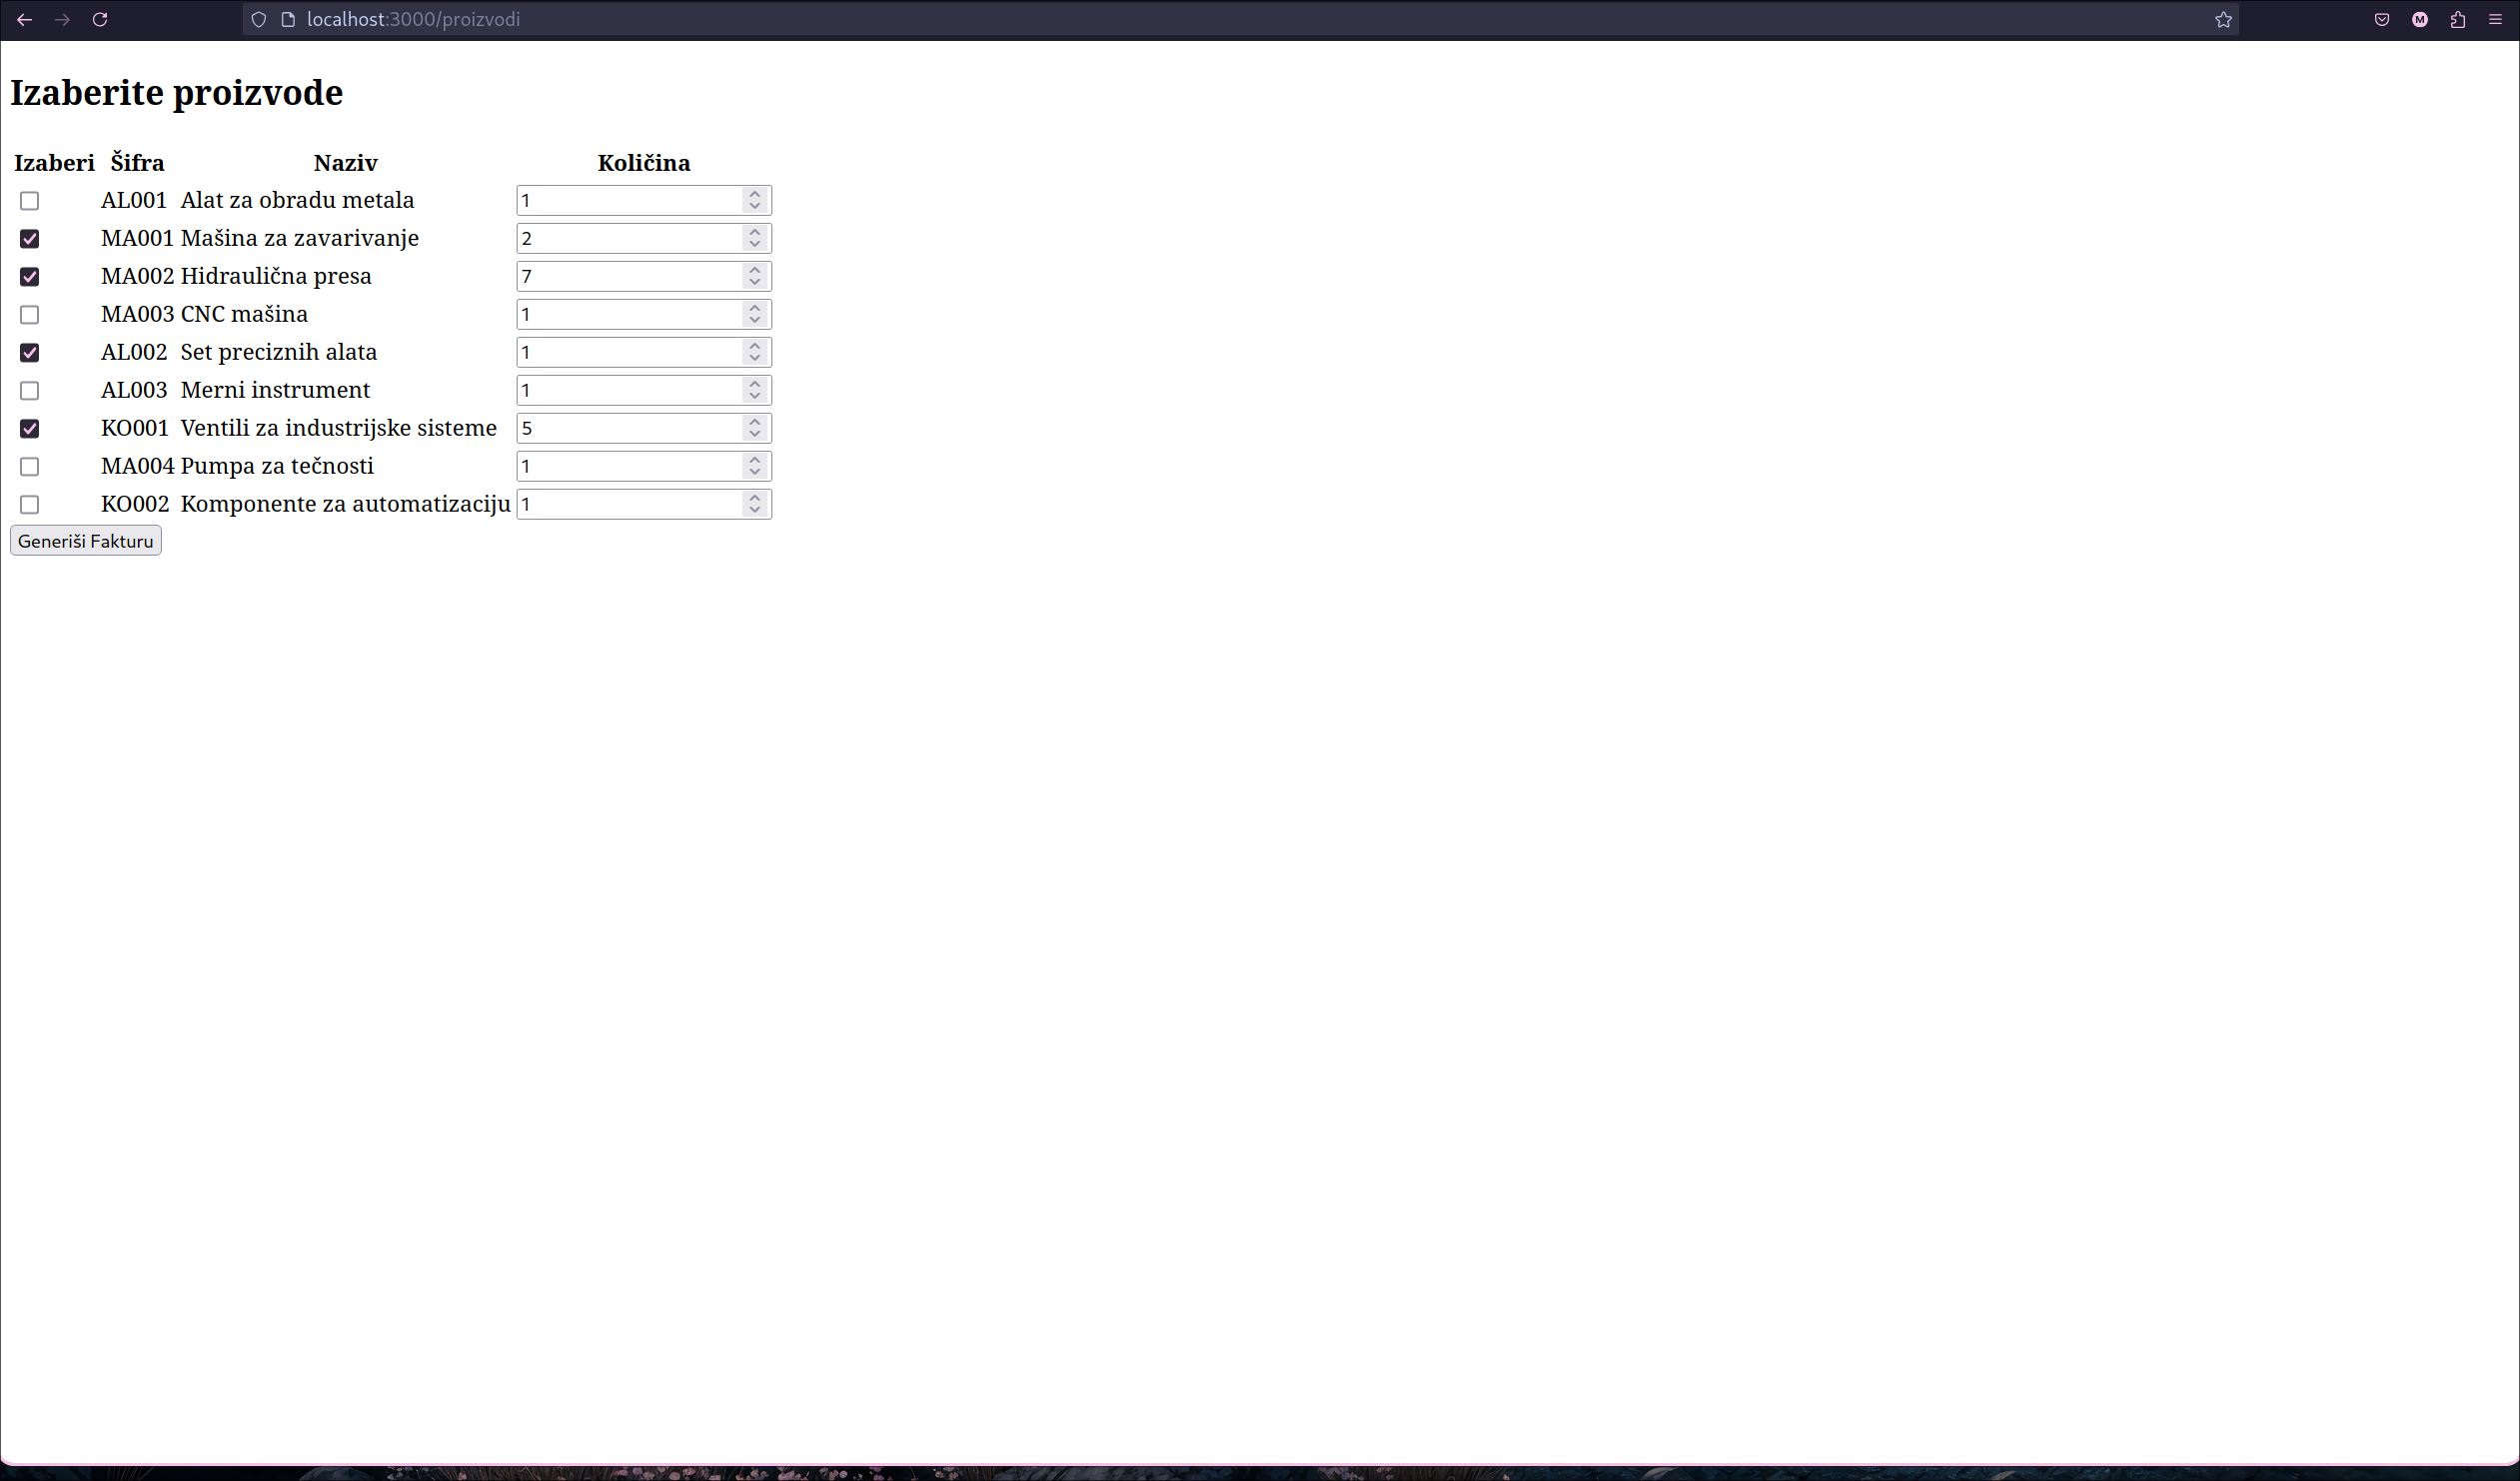 localhost:3000/proizvodi
M
Izaberite proizvode
Izaberi Šifra Naziv Količina
AL001 Alat za obradu metala 1
MA001 Mašina za zavarivanje 2
MA002 Hidraulična presa 7
MA003 CNC mašina 1
AL002 Set preciznih alata 1
AL003 Merni instrument 1
KO001 Ventili za industrijske sisteme 5
MA004 Pumpa za tečnosti 1
KO002 Komponente za automatizaciju 1
Generiši Fakturu